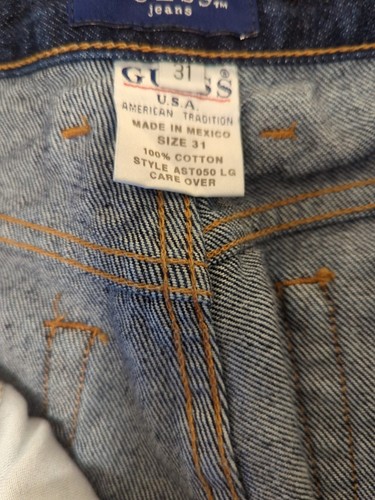 jeans
31
GUESS®
U.S.A.
AMERICAN TRADITION
MADE IN MEXICO
SIZE 31
100% COTTON
STYLE AST050 LG
CARE OVER